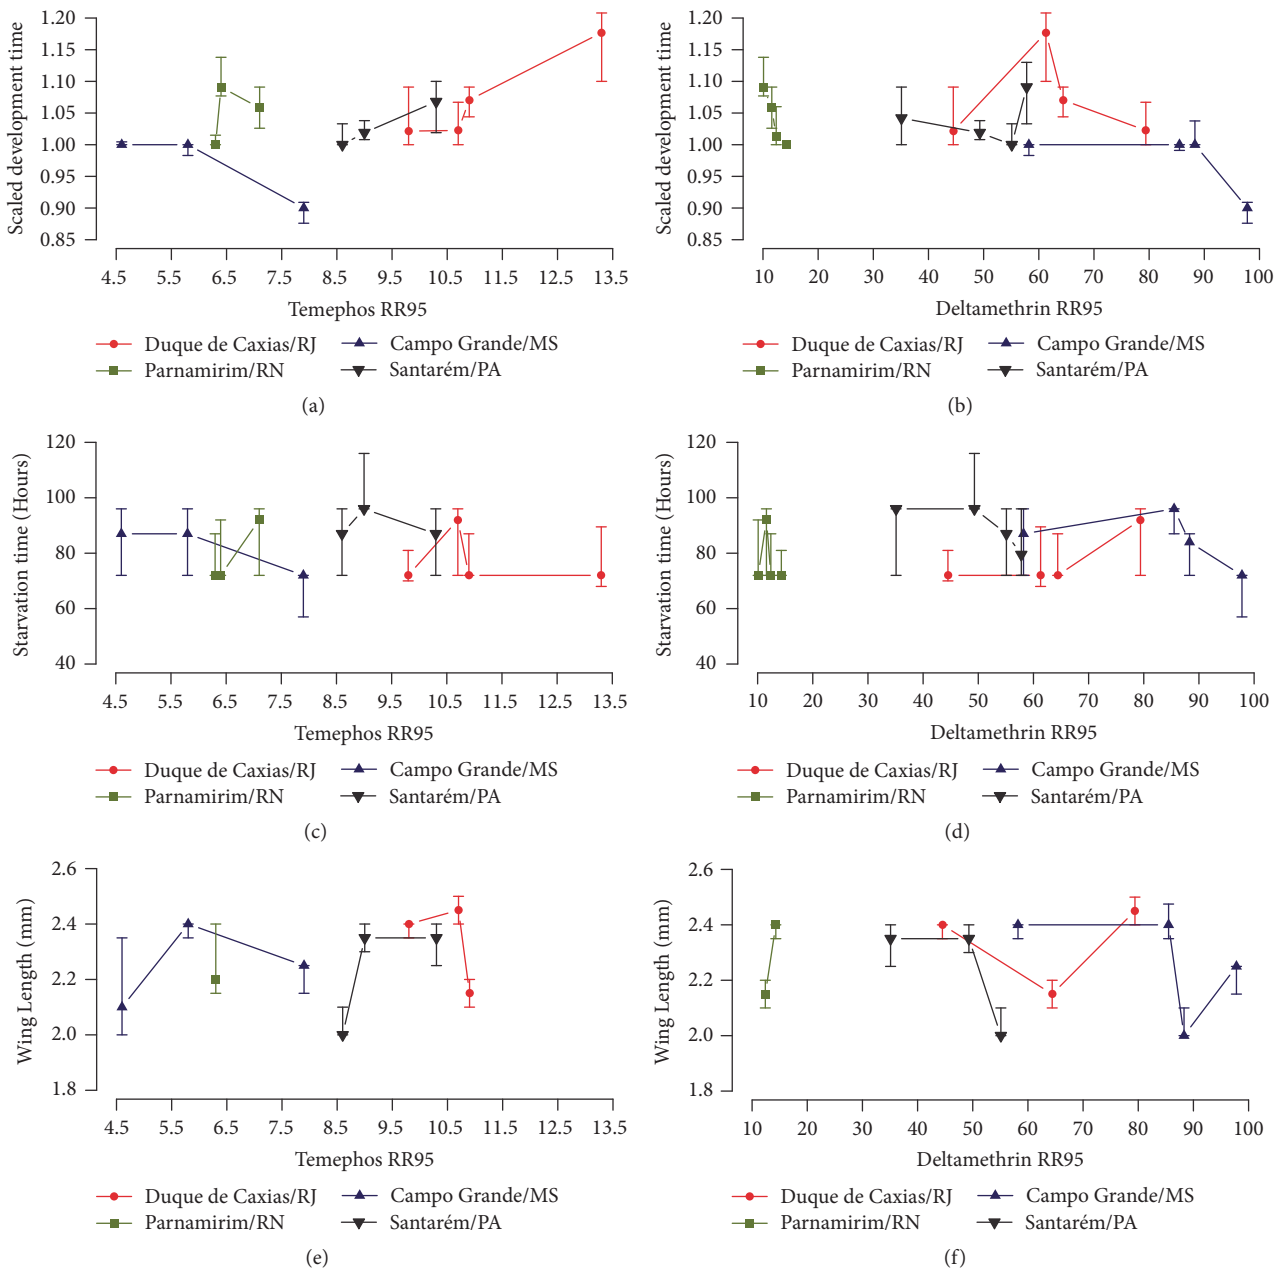 Scaled development time
1.20
1.15
1.10
1.05
1.00
0.95
0.90
0.85
4.5 5.5 6.5 7.5 8.5 9.5 10.5 11.5 12.5 13.5
Temephos RR95
Duque de Caxias/RJ Campo Grande/MS
Parnamirim/RN Santarém/PA
(a)
Scaled development time
1.20
1.15
1.10
1.05
1.00
0.95
0.90
0.85
10 20 30 40 50 60 70 80 90 100
Deltamethrin RR95
Duque de Caxias/RJ Campo Grande/MS
Parnamirim/RN Santarém/PA
(b)
Starvation time (Hours)
120
100
80
60
40
4.5 5.5 6.5 7.5 8.5 9.5 10.5 11.5 12.5 13.5
Temephos RR95
Duque de Caxias/RJ Campo Grande/MS
Parnamirim/RN Santarém/PA
(c)
Starvation time (Hours)
120
100
80
60
40
10 20 30 40 50 60 70 80 90 100
Deltamethrin RR95
Duque de Caxias/RJ Campo Grande/MS
Parnamirim/RN Santarém/PA
(d)
Wing Length (mm)
2.6
2.4
2.2
2.0
1.8
4.5 5.5 6.5 7.5 8.5 9.5 10.5 11.5 12.5 13.5
Temephos RR95
Duque de Caxias/RJ Campo Grande/MS
Parnamirim/RN Santarém/PA
(e)
Wing Length (mm)
2.6
2.4
2.2
2.0
1.8
10 20 30 40 50 60 70 80 90 100
Deltamethrin RR95
Duque de Caxias/RJ Campo Grande/MS
Parnamirim/RN Santarém/PA
(f)